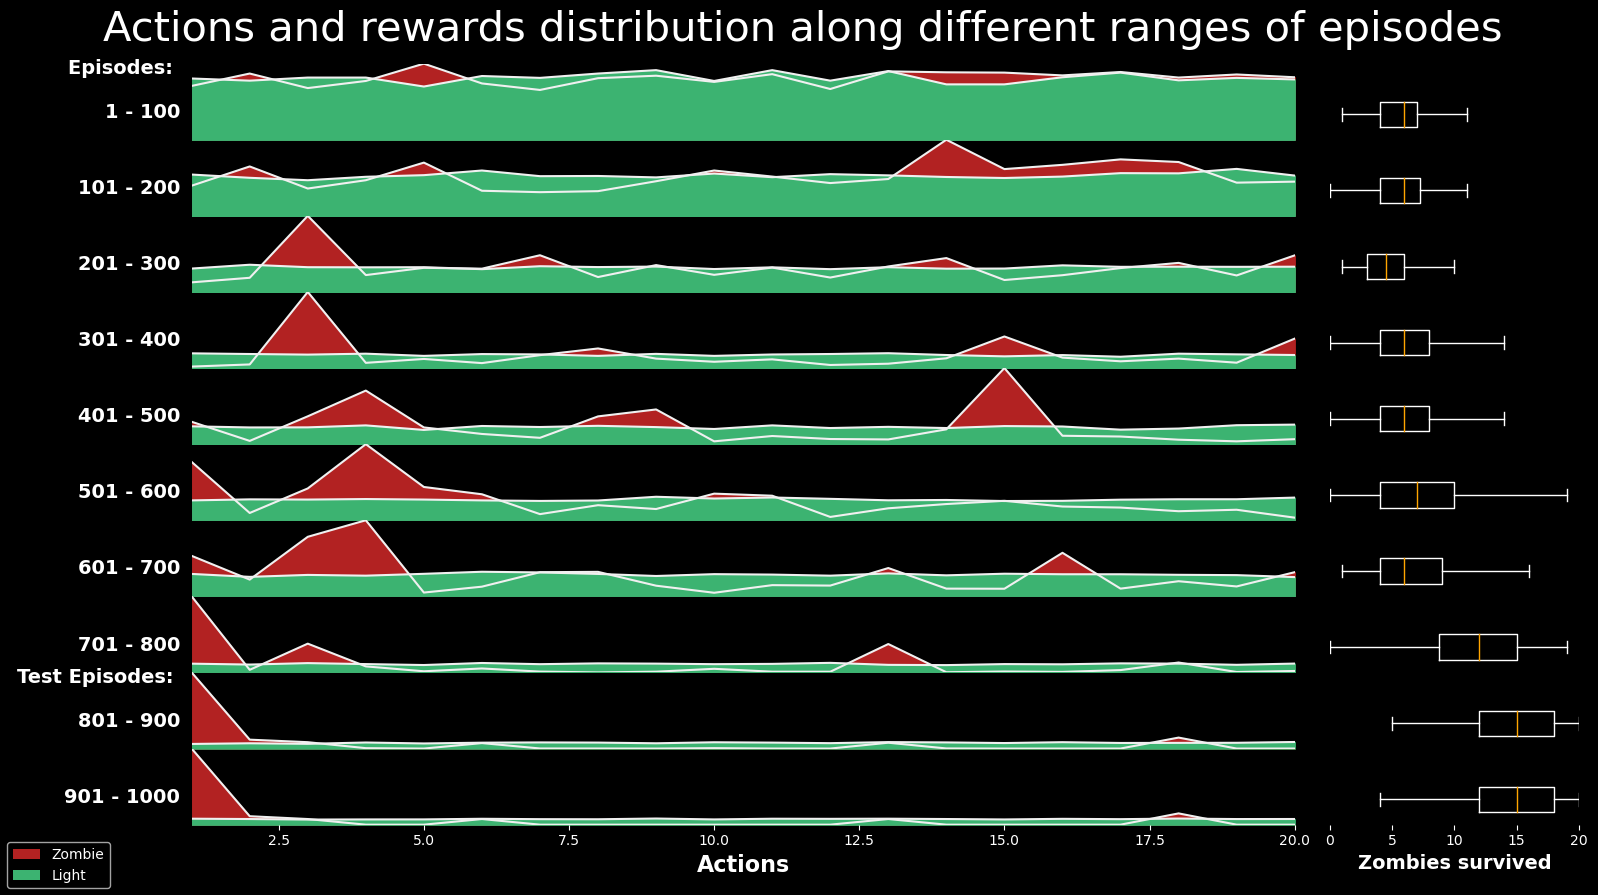 Actions and rewards distribution along different ranges of episodes
Episodes:
1 - 100
101 - 200
201 - 300
301 - 400
401 - 500
501 - 600
601 - 700
701 - 800
Test Episodes:
801 - 900
901 - 1000
2.5 5.0 7.5 10.0 12.5 15.0 17.5 20.0
Actions
0 5 10 15 20
Zombies survived
Zombie
Light